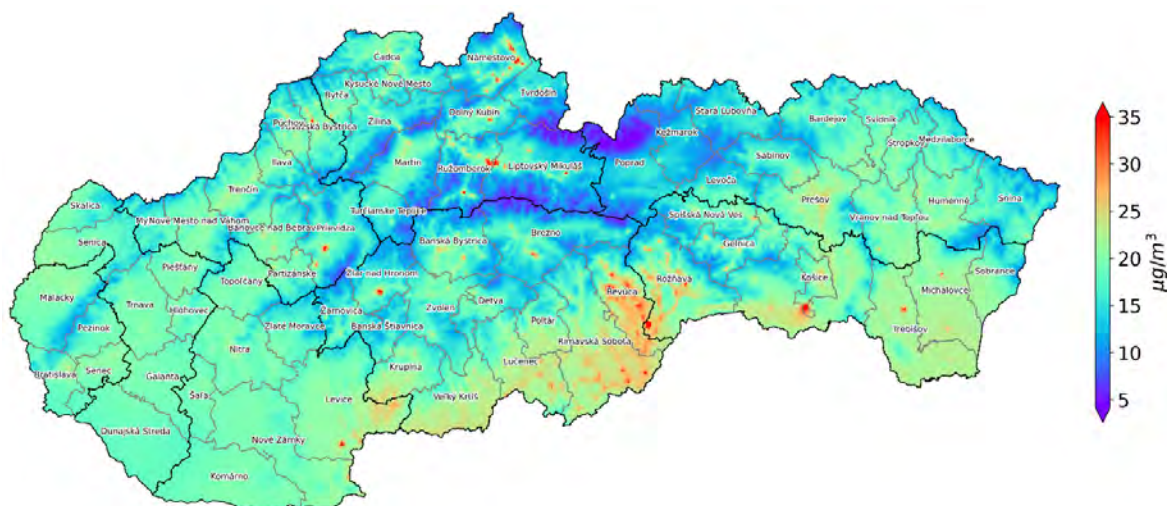 Čadca
Námestovo
Kysucké Nové Mesto
Tvrdošín
Bytča
Dolný Kubín
Stará Ľubovňa
Púchov
Považská Bystrica
Žilina
Kežmarok
Bardejov
Svidník
Medzilaborce
Stropkov
Ilava
Martin
Ružomberok
Liptovský Mikuláš
Poprad
Sabinov
Levoča
Trenčín
Prešov
Humenné
Snina
Skalica
Turčianske Teplice
Spišská Nová Ves
Vranov nad Topľou
Nové Mesto nad Váhom
Bánovce nad Bebravou
Prievidza
Brezno
Senica
Banská Bystrica
Gelnica
Piešťany
Topoľčany
Partizánske
Žiar nad Hronom
Rožňava
Košice
Sobrance
Malacky
Revúca
Michalovce
Trnava
Hlohovec
Žarnovica
Zvolen
Detva
Pezinok
Zlaté Moravce
Banská Štiavnica
Poltár
Trebišov
Nitra
Rimavská Sobota
Bratislava
Senec
Galanta
Krupina
Lučenec
Šaľa
Levice
Veľký Krtíš
Dunajská Streda
Nové Zámky
Komárno
35
30
25
20
15
10
5
µg/m³